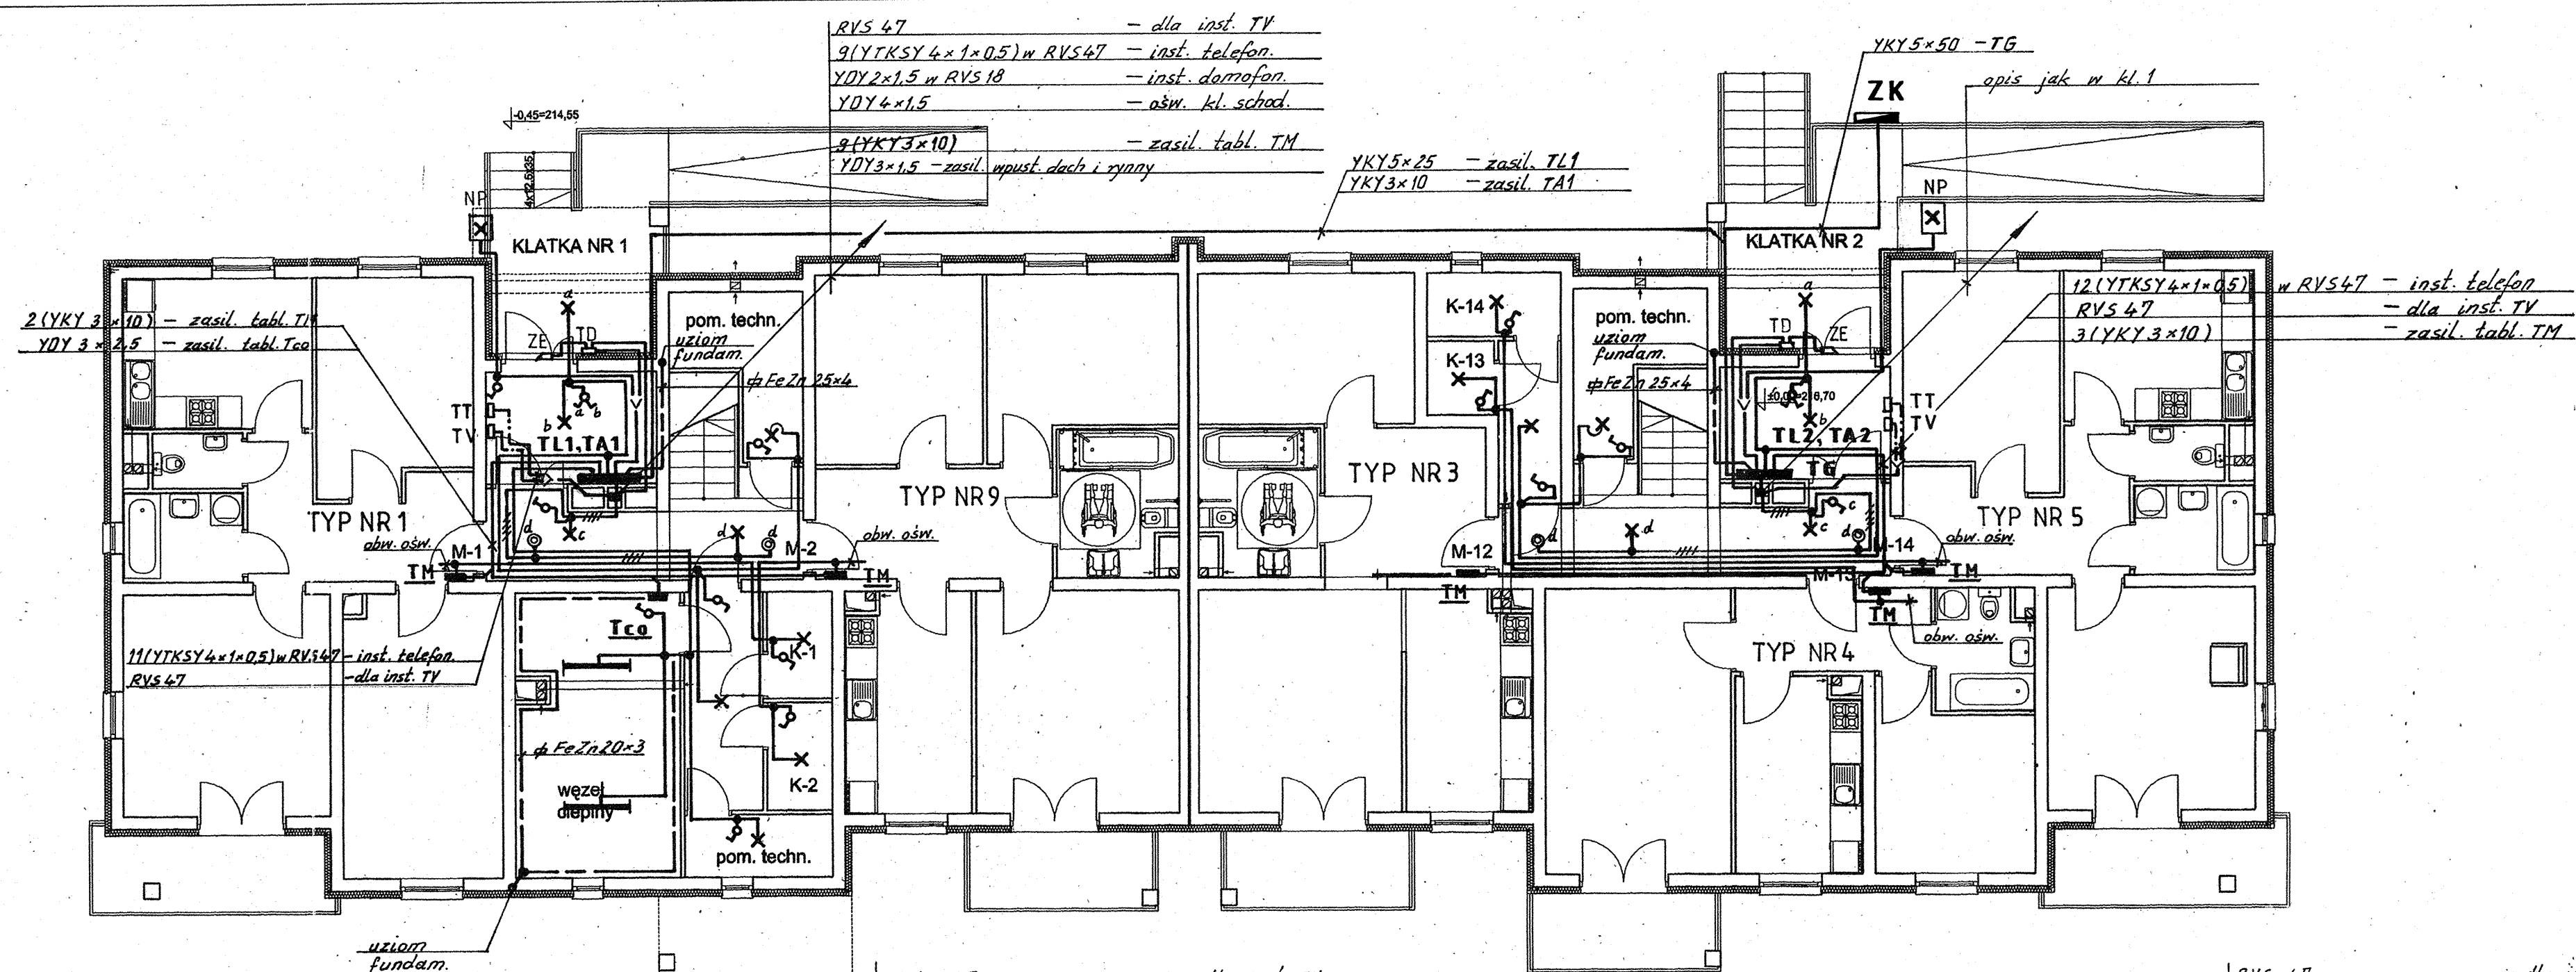 RVS 47 – dla inst. TV
9(YTKSY 4×1×0,5) w RVS47 – inst. telefon.
YDY 2×1,5 w RVS 18 – inst. domofon.
YDY 4×1,5 – ośw. kl. schod.
9(YKY 3×10) – zasil. tabl. TM
YDY 3×1,5 – zasil. wpust. dach i rynny
YKY 5×50 – TG
ZK
opis jak w kl. 1
-0,45=214,55
4x12,5x35
YKY 5×25 – zasil. TL1
YKY 3×10 – zasil. TA1
NP
KLATKA NR 1
NP
KLATKA NR 2
2(YKY 3×10) – zasil. tabl. TM
YDY 3×2,5 – zasil. tabl. Tco
12(YTKSY 4×1×0,5) w RVS47 – inst. telefon
RVS 47 – dla inst. TV
3(YKY 3×10) – zasil. tabl. TM
a
ZE
TD
pom. techn.
uziom
fundam.
FeZn 25×4
K-14
K-13
pom. techn.
uziom
fundam.
FeZn 25×4
a
TD
ZE
TT
TV
a
b
b
TL1,TA1
b
TL2, TA2
TG
TT
TV
TYP NR 1
TYP NR 9
TYP NR 3
TYP NR 5
c
d
d
d
c
c
d
d
obw. ośw.
M-1
TM
M-2
obw. ośw.
TM
M-12
TM
M-14
obw. ośw.
TM
M-13
TM
obw. ośw.
Tco
K-1
TYP NR 4
11(YTKSY 4×1×0,5) w RVS47 – inst. telefon.
RVS 47 – dla inst. TV
FeZn 20×3
węzeł
cieplny
K-2
pom. techn.
uziom
fundam.